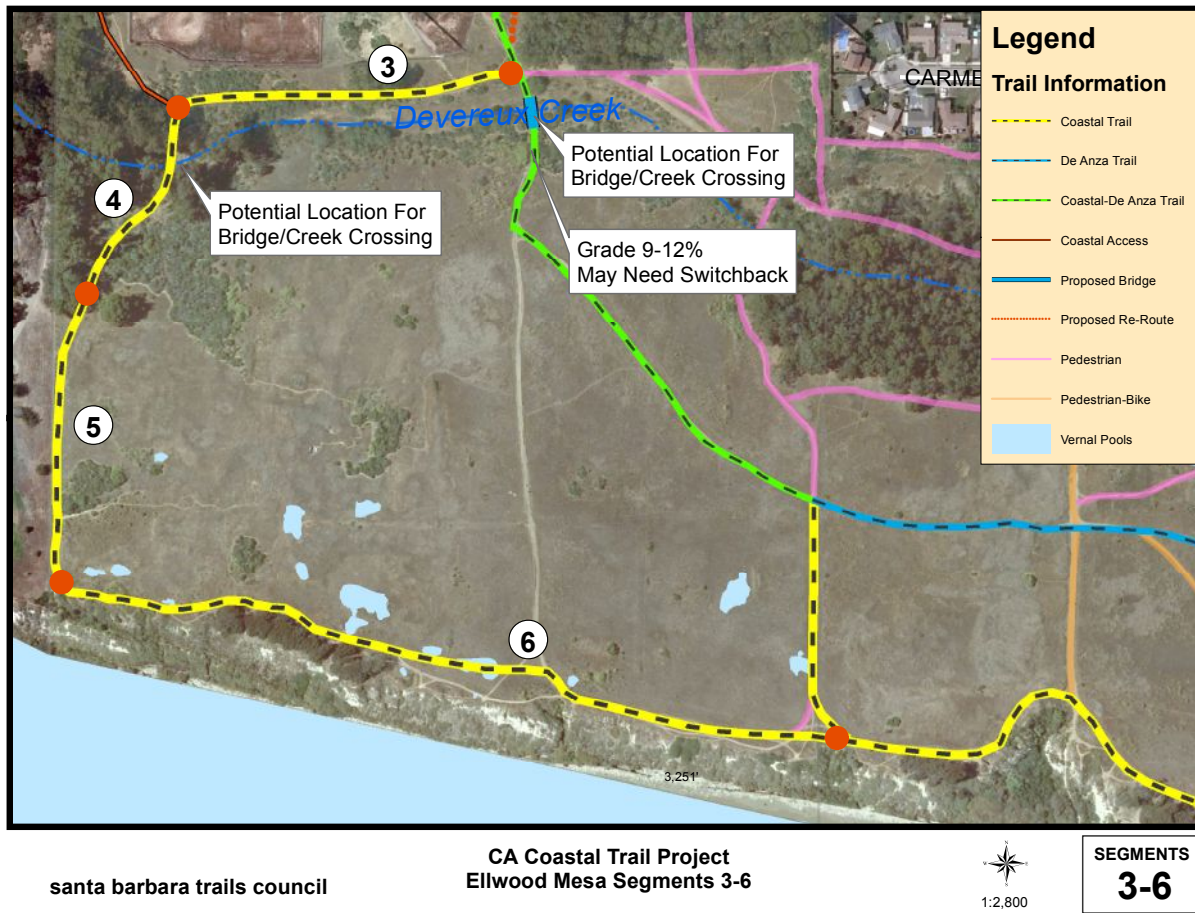 3
CARME
Devereux Creek
Potential Location For
Bridge/Creek Crossing
4
Potential Location For
Bridge/Creek Crossing
Grade 9-12%
May Need Switchback
5
6
3,251'
Legend
Trail Information
Coastal Trail
De Anza Trail
Coastal-De Anza Trail
Coastal Access
Proposed Bridge
Proposed Re-Route
Pedestrian
Pedestrian-Bike
Vernal Pools
santa barbara trails council
CA Coastal Trail Project
Ellwood Mesa Segments 3-6
1:2,800
SEGMENTS
3-6